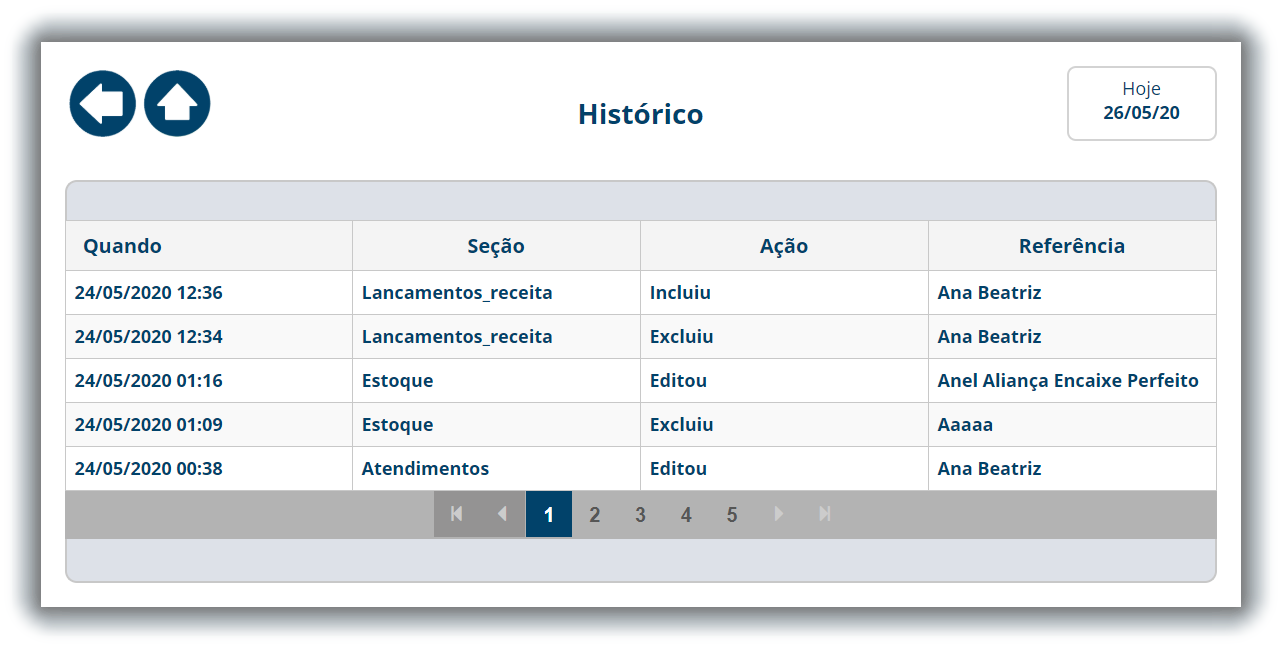 Histórico
Hoje
26/05/20
Quando Seção Ação Referência
24/05/2020 12:36 Lancamentos_receita Incluiu Ana Beatriz
24/05/2020 12:34 Lancamentos_receita Excluiu Ana Beatriz
24/05/2020 01:16 Estoque Editou Anel Aliança Encaixe Perfeito
24/05/2020 01:09 Estoque Excluiu Aaaaa
24/05/2020 00:38 Atendimentos Editou Ana Beatriz
1 2 3 4 5